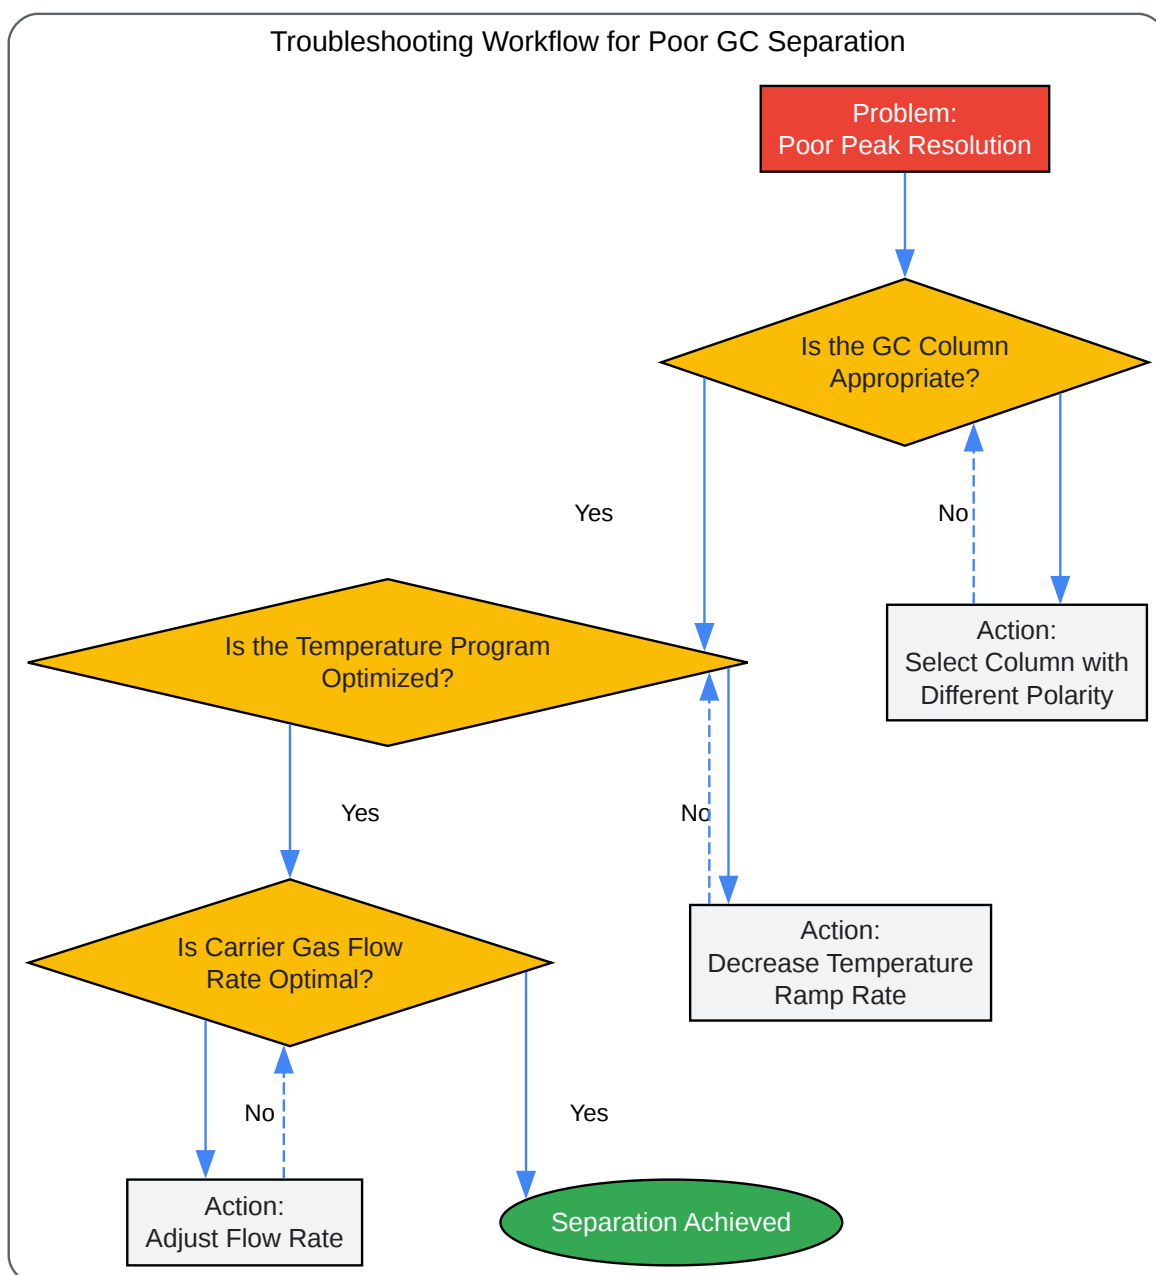 Troubleshooting Workflow for Poor GC Separation
Problem:
Poor Peak Resolution
Is the GC Column
Appropriate?
Yes
No
Action:
Select Column with
Different Polarity
Is the Temperature Program
Optimized?
Yes
No
Action:
Decrease Temperature
Ramp Rate
Is Carrier Gas Flow
Rate Optimal?
No
Yes
Action:
Adjust Flow Rate
Separation Achieved